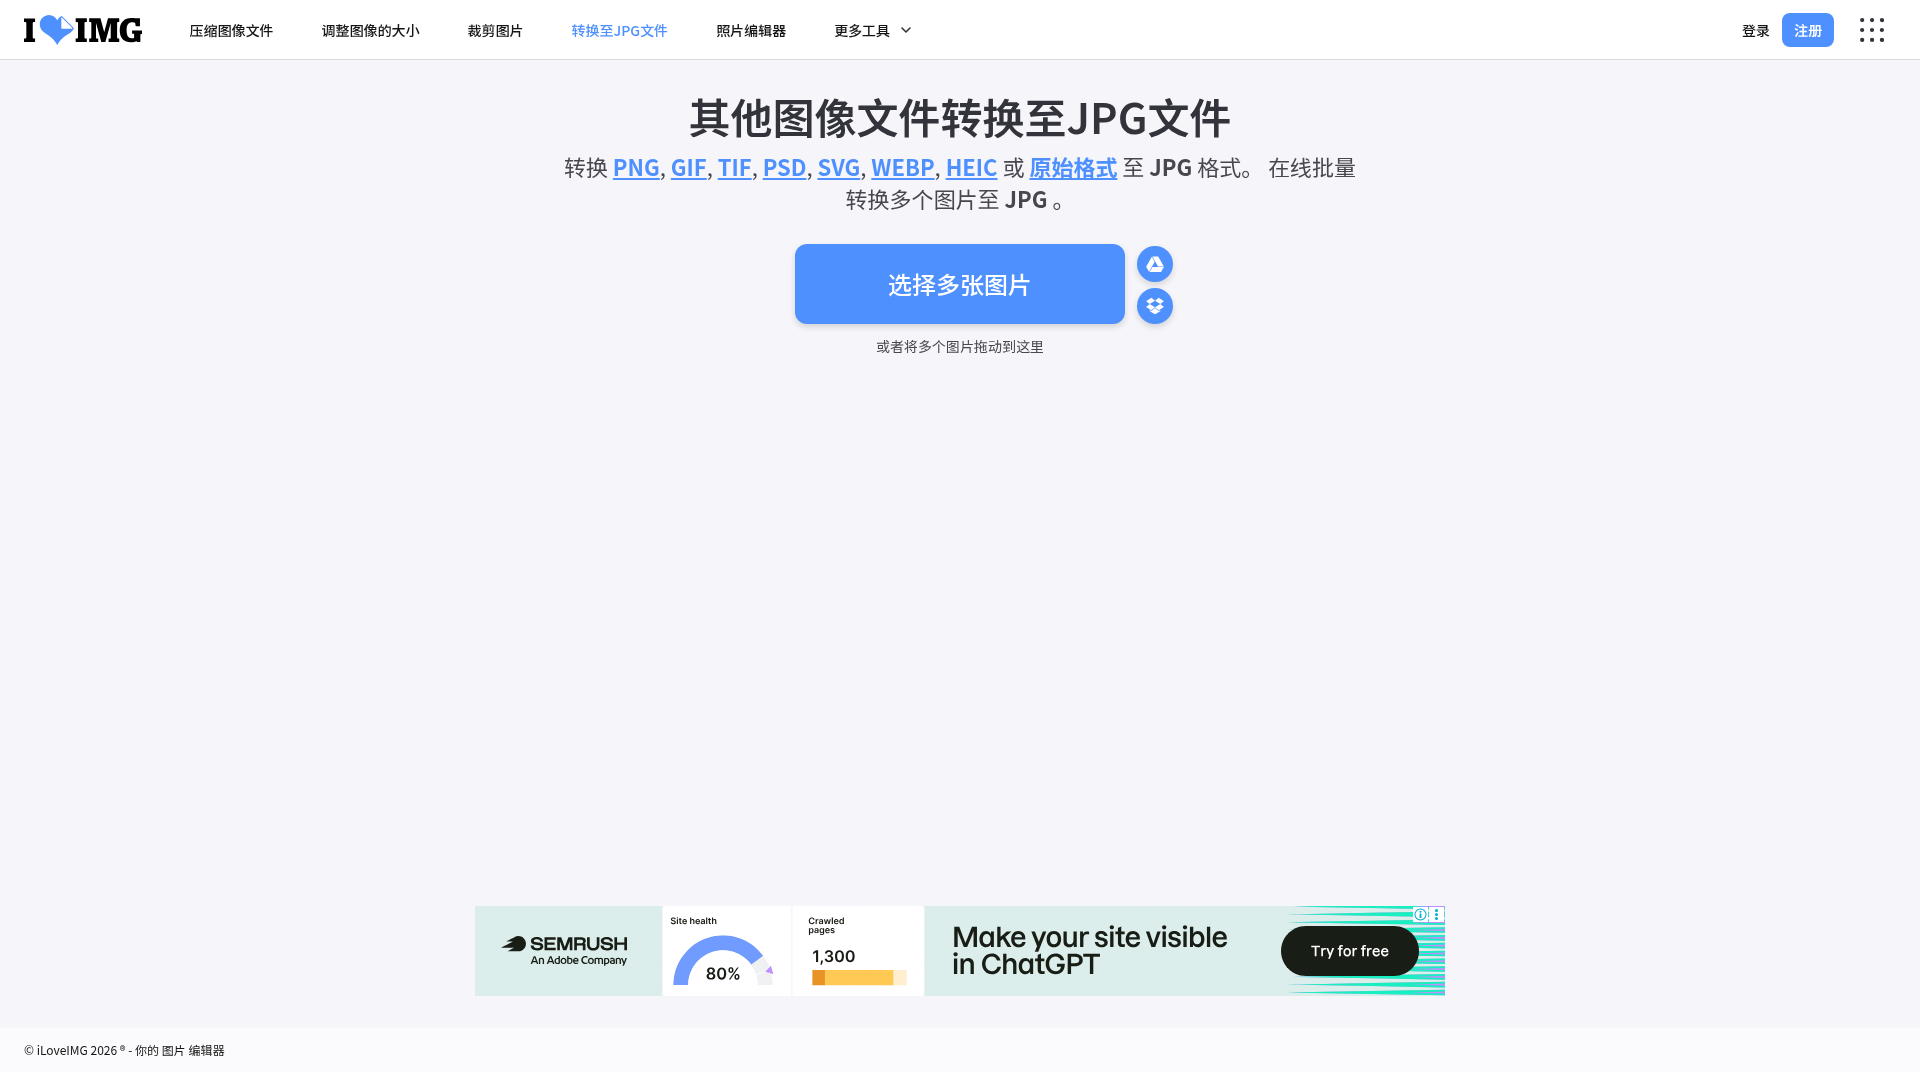 I IMG
压缩图像文件
调整图像的大小
裁剪图片
转换至JPG文件
照片编辑器
更多工具
登录
注册
其他图像文件转换至JPG文件
转换 PNG, GIF, TIF, PSD, SVG, WEBP, HEIC 或 原始格式 至 JPG 格式。 在线批量
转换多个图片至 JPG 。
选择多张图片
或者将多个图片拖动到这里
SEMRUSH
An Adobe Company
Site health
80%
Crawled
pages
1,300
Make your site visible
in ChatGPT
Try for free
© iLoveIMG 2026 ® - 你的 图片 编辑器